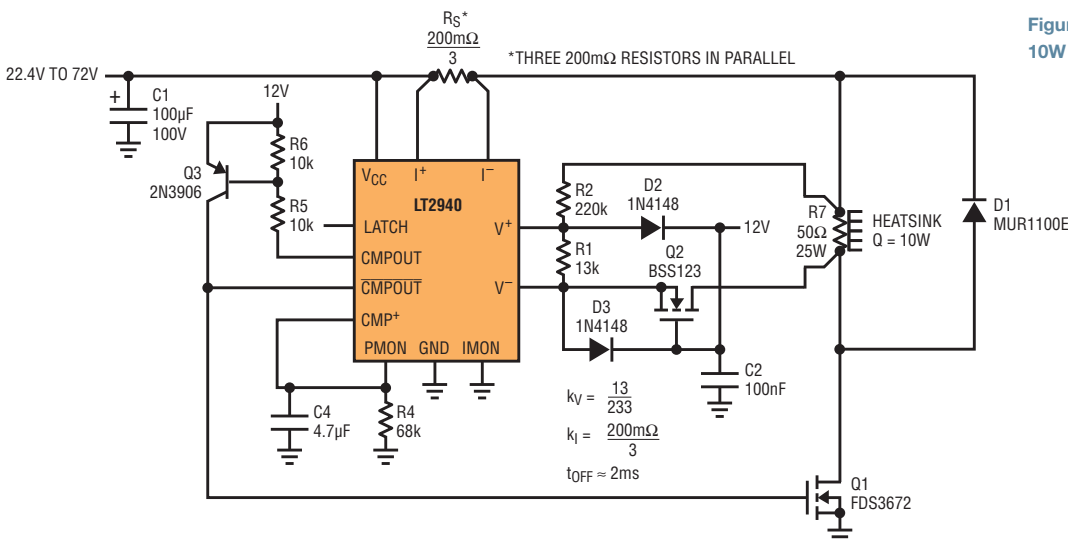 Figur
10W
RS*
200mΩ
3
*THREE 200mΩ RESISTORS IN PARALLEL
22.4V TO 72V
+
C1
100µF
100V
12V
R6
10k
Q3
2N3906
R5
10k
VCC
I+
I−
LT2940
LATCH
CMPOUT
CMPOUT
CMP+
PMON
GND
IMON
V+
V−
R2
220k
D2
1N4148
12V
R1
13k
Q2
BSS123
D3
1N4148
R7
50Ω
25W
HEATSINK
Q = 10W
D1
MUR1100E
C2
100nF
C4
4.7µF
R4
68k
kV = 13
233
kI = 200mΩ
3
tOFF ≈ 2ms
Q1
FDS3672